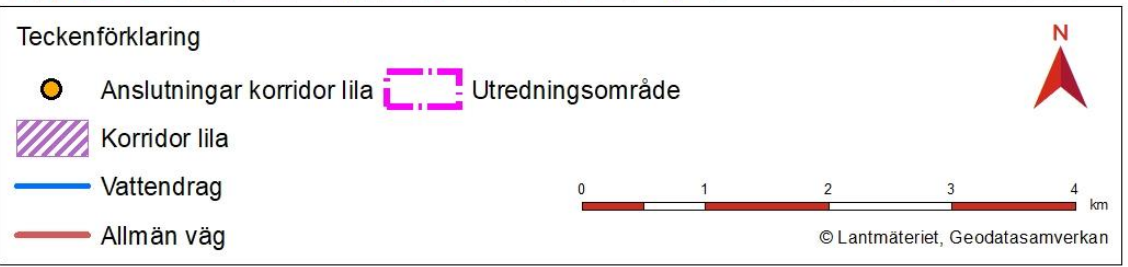 Teckenförklaring
N
Anslutningar korridor lila
Utredningsområde
Korridor lila
Vattendrag
0 1 2 3 4
km
Allmän väg
© Lantmäteriet, Geodatasamverkan